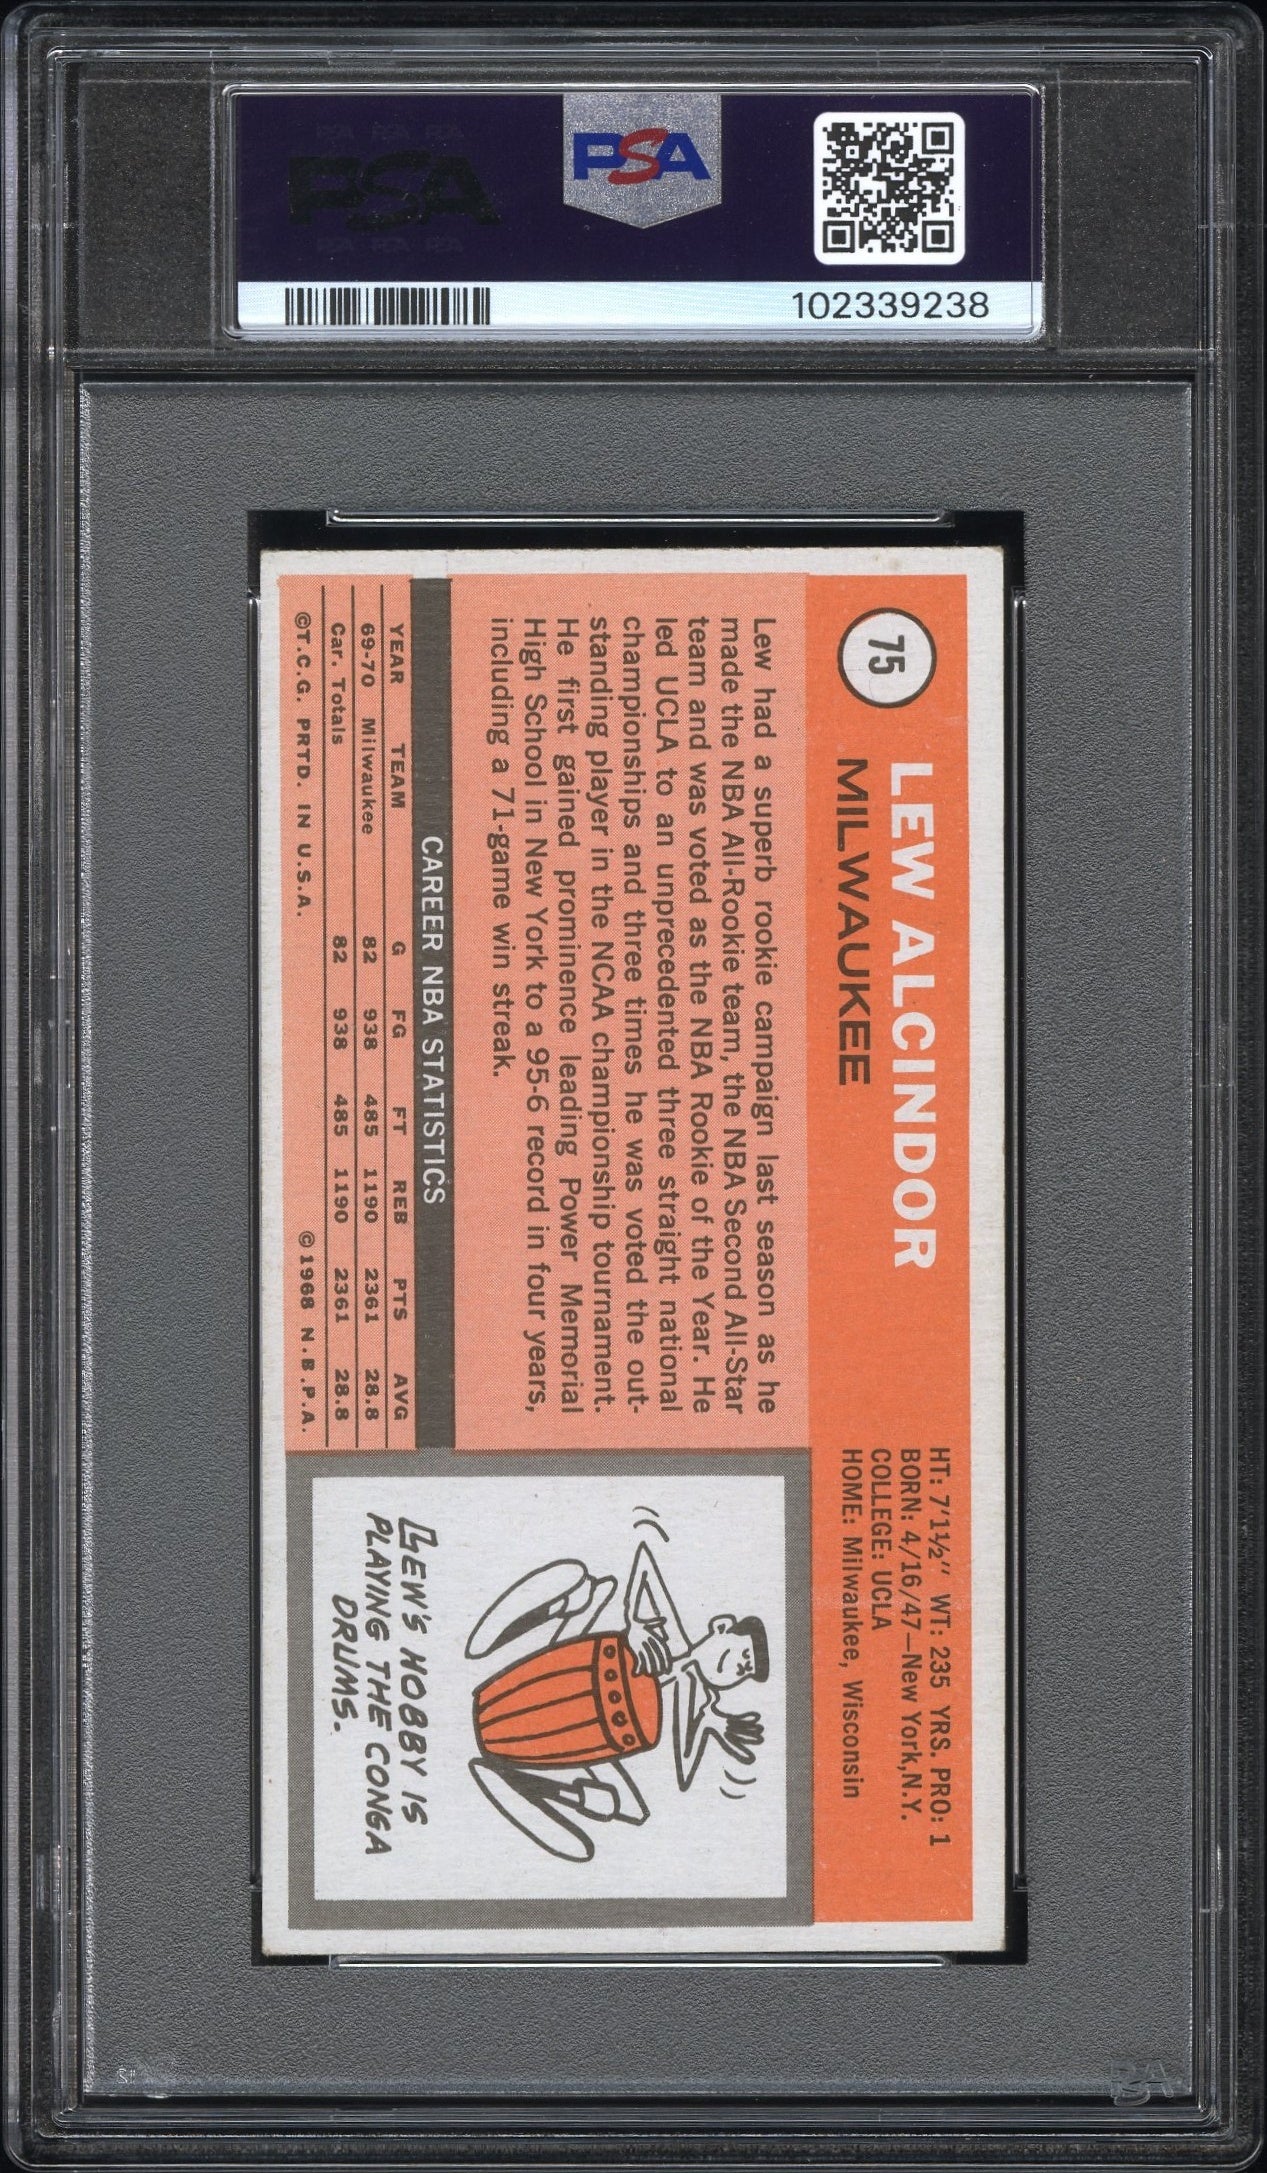 PSA
PSA
102339238
75
LEW ALCINDOR
MILWAUKEE
HT: 7'1½" WT: 235 YRS. PRO: 1
BORN: 4/16/47—New York, N.Y.
COLLEGE: UCLA
HOME: Milwaukee, Wisconsin
Lew had a superb rookie campaign last season as he
made the NBA All-Rookie team, the NBA Second All-Star
team and was voted as the NBA Rookie of the Year. He
led UCLA to an unprecedented three straight national
championships and three times he was voted the out-
standing player in the NCAA championship tournament.
He first gained prominence leading Power Memorial
High School in New York to a 95-6 record in four years,
including a 71-game win streak.
CAREER NBA STATISTICS
YEAR TEAM G FG FT REB PTS AVG
69-70 Milwaukee 82 938 485 1190 2361 28.8
Car. Totals 82 938 485 1190 2361 28.8
©T.C.G. PRTD. IN U.S.A. ©1968 N.B.P.A.
LEW'S HOBBY IS
PLAYING THE CONGA
DRUMS.
PSA